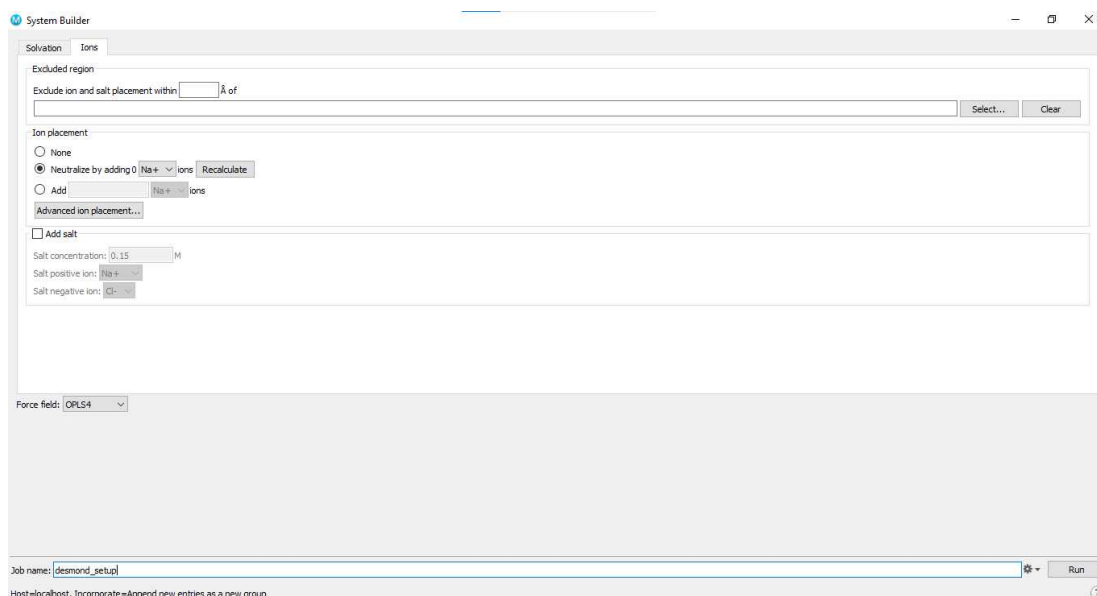 System Builder
Solvation Ions
Excluded region
Exclude ion and salt placement within Å of
Select... Clear
Ion placement
None
Neutralize by adding 0 Na+ ions Recalculate
Add Na+ ions
Advanced ion placement...
Add salt
Salt concentration: 0.15 M
Salt positive ion: Na+
Salt negative ion: Cl-
Force field: OPLS4
Job name: desmond_setup Run
Host=localhost, Incorporate=Append new entries as a new group